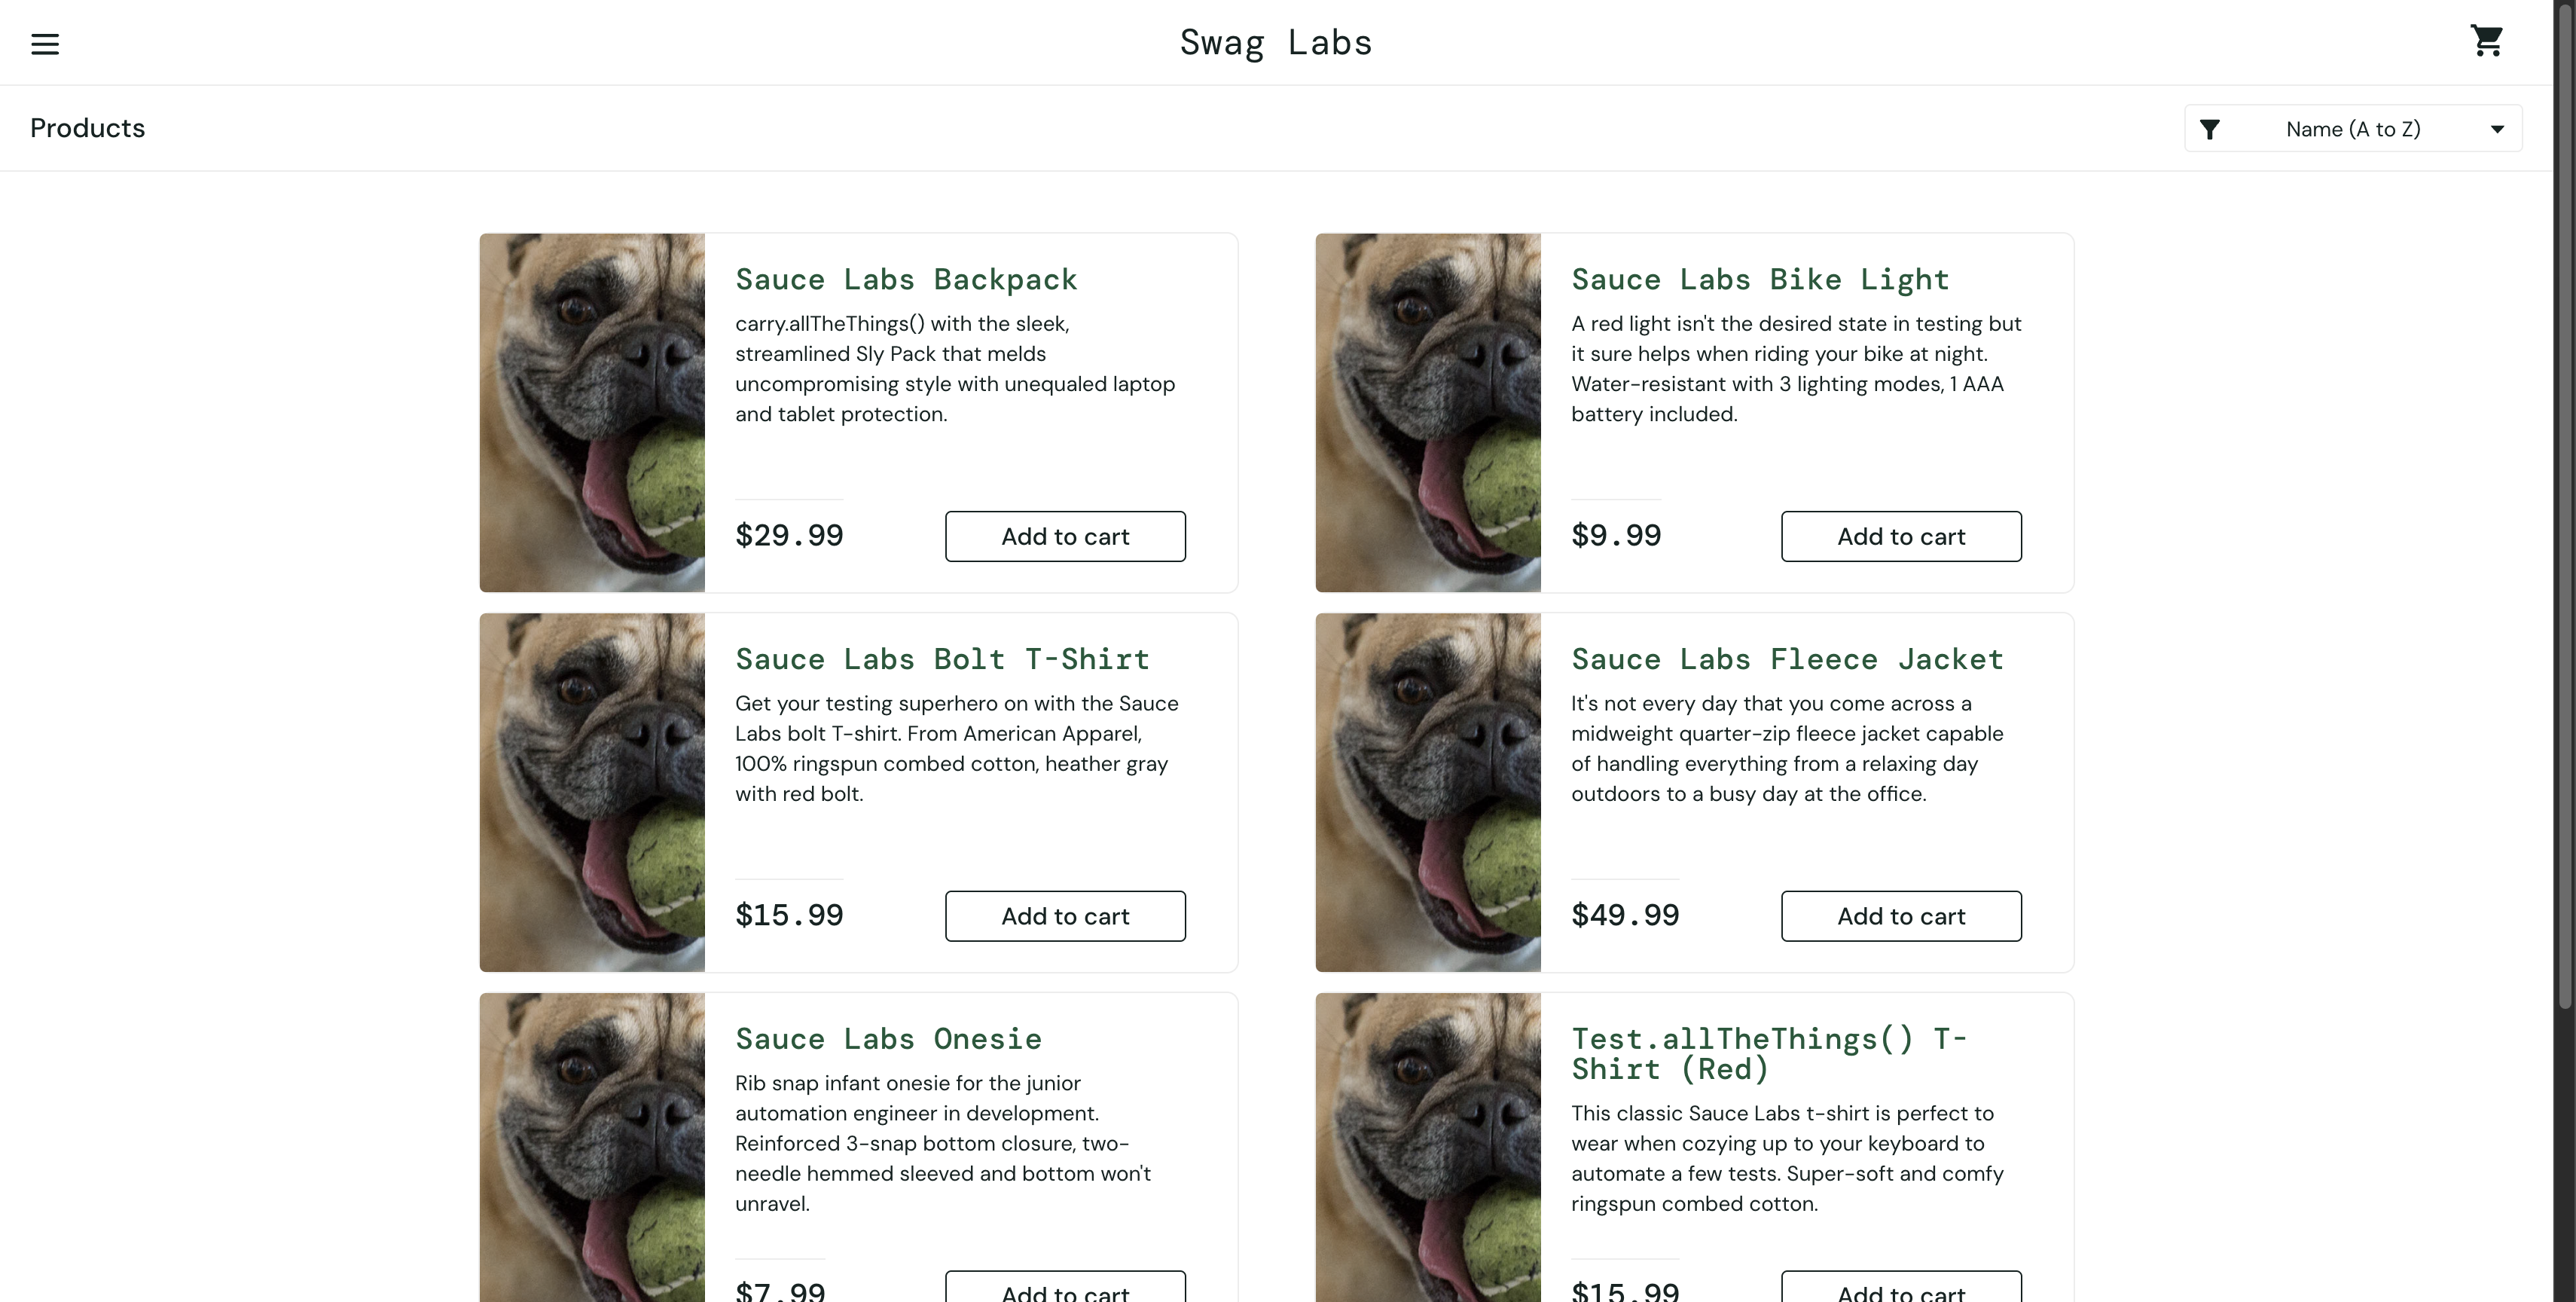 Swag Labs
Products
Name (A to Z)
Sauce Labs Backpack
carry.allTheThings() with the sleek,
streamlined Sly Pack that melds
uncompromising style with unequaled laptop
and tablet protection.
$29.99
Add to cart
Sauce Labs Bike Light
A red light isn't the desired state in testing but
it sure helps when riding your bike at night.
Water-resistant with 3 lighting modes, 1 AAA
battery included.
$9.99
Add to cart
Sauce Labs Bolt T-Shirt
Get your testing superhero on with the Sauce
Labs bolt T-shirt. From American Apparel,
100% ringspun combed cotton, heather gray
with red bolt.
$15.99
Add to cart
Sauce Labs Fleece Jacket
It's not every day that you come across a
midweight quarter-zip fleece jacket capable
of handling everything from a relaxing day
outdoors to a busy day at the office.
$49.99
Add to cart
Sauce Labs Onesie
Rib snap infant onesie for the junior
automation engineer in development.
Reinforced 3-snap bottom closure, two-
needle hemmed sleeved and bottom won't
unravel.
$7.99
Add to cart
Test.allTheThings() T-
Shirt (Red)
This classic Sauce Labs t-shirt is perfect to
wear when cozying up to your keyboard to
automate a few tests. Super-soft and comfy
ringspun combed cotton.
$15.99
Add to cart